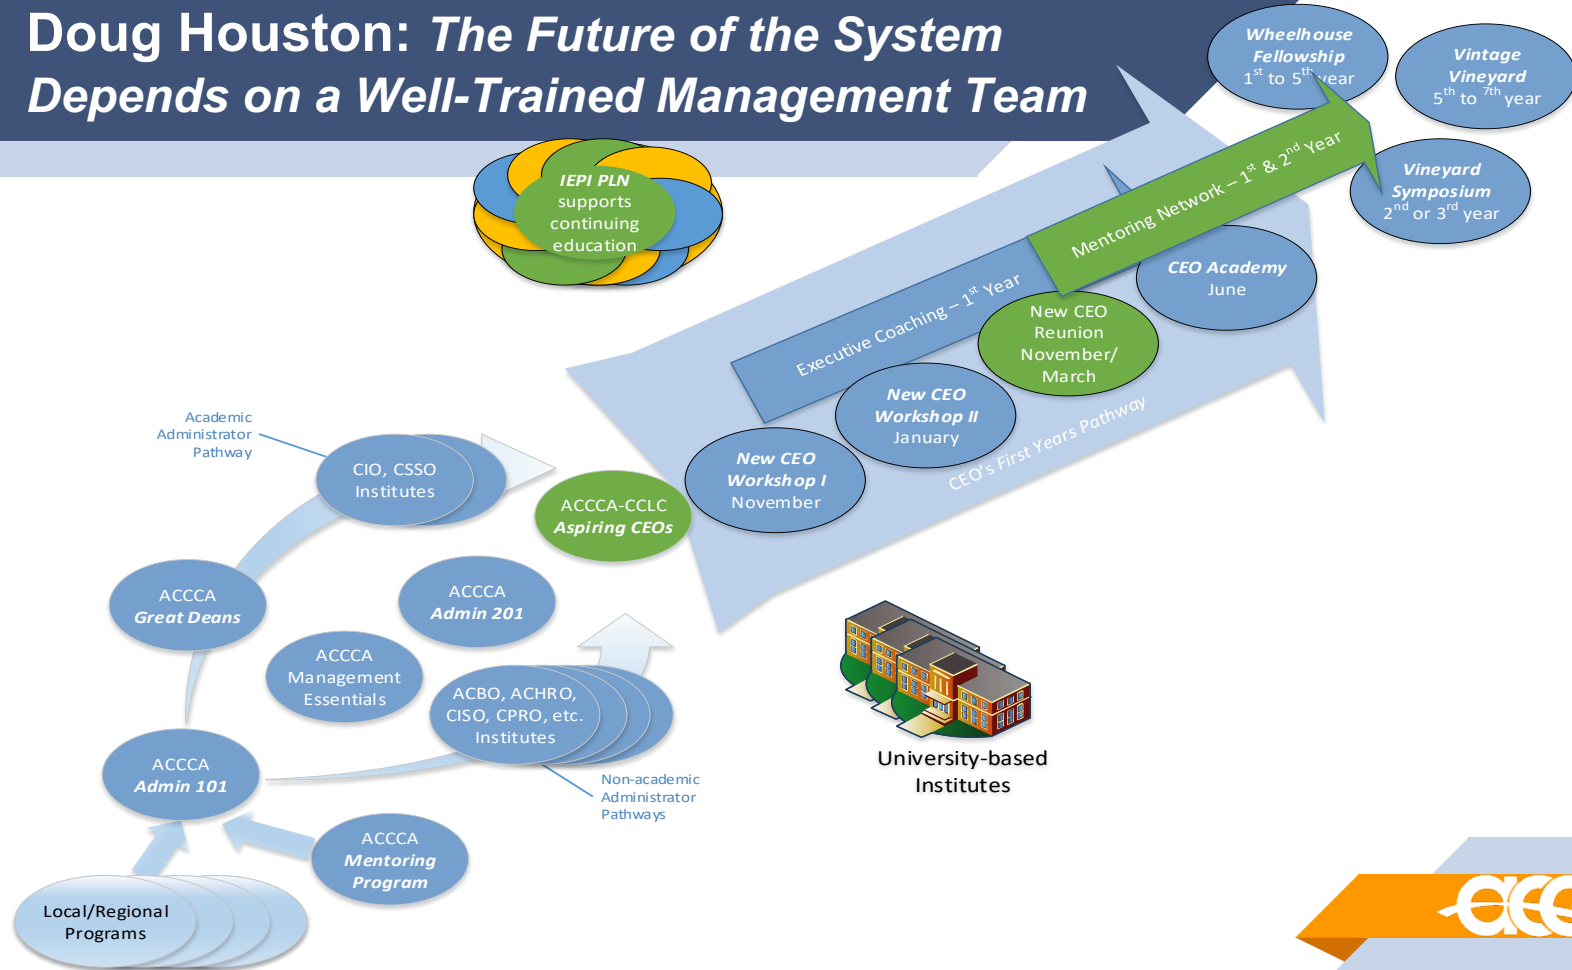 Doug Houston: The Future of the System
Depends on a Well-Trained Management Team
Wheelhouse
Fellowship
1st to 5th year
Vintage
Vineyard
5th to 7th year
Vineyard
Symposium
2nd or 3rd year
IEPI PLN
supports
continuing
education
Mentoring Network – 1st & 2nd Year
Executive Coaching – 1st Year
CEO Academy
June
New CEO
Reunion
November/
March
New CEO
Workshop II
January
New CEO
Workshop I
November
CEO's First Years Pathway
Academic
Administrator
Pathway
CIO, CSSO
Institutes
ACCCA-CCLC
Aspiring CEOs
ACCCA
Great Deans
ACCCA
Admin 201
ACCCA
Management
Essentials
ACBO, ACHRO,
CISO, CPRO, etc.
Institutes
Non-academic
Administrator
Pathways
ACCCA
Admin 101
ACCCA
Mentoring
Program
Local/Regional
Programs
University-based
Institutes
acc